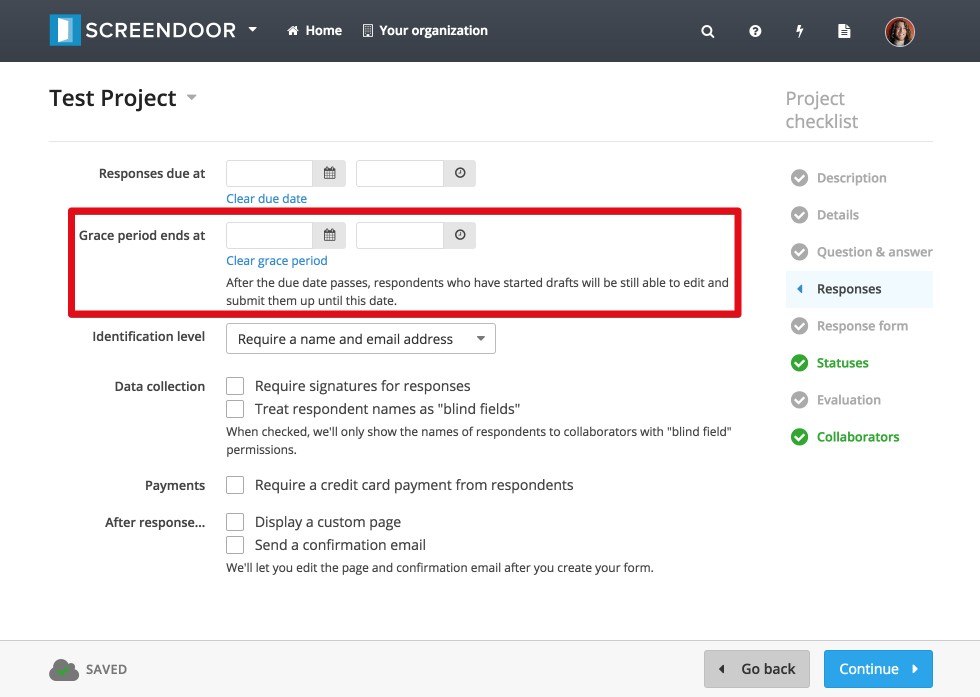 SCREENDOOR
Home
Your organization
Test Project
Project
checklist
Responses due at
Clear due date
Grace period ends at
Clear grace period
After the due date passes, respondents who have started drafts will be still able to edit and
submit them up until this date.
Identification level
Require a name and email address
Data collection
Require signatures for responses
Treat respondent names as "blind fields"
When checked, we'll only show the names of respondents to collaborators with "blind field"
permissions.
Payments
Require a credit card payment from respondents
After response...
Display a custom page
Send a confirmation email
We'll let you edit the page and confirmation email after you create your form.
Description
Details
Question & answer
Responses
Response form
Statuses
Evaluation
Collaborators
SAVED
Go back
Continue